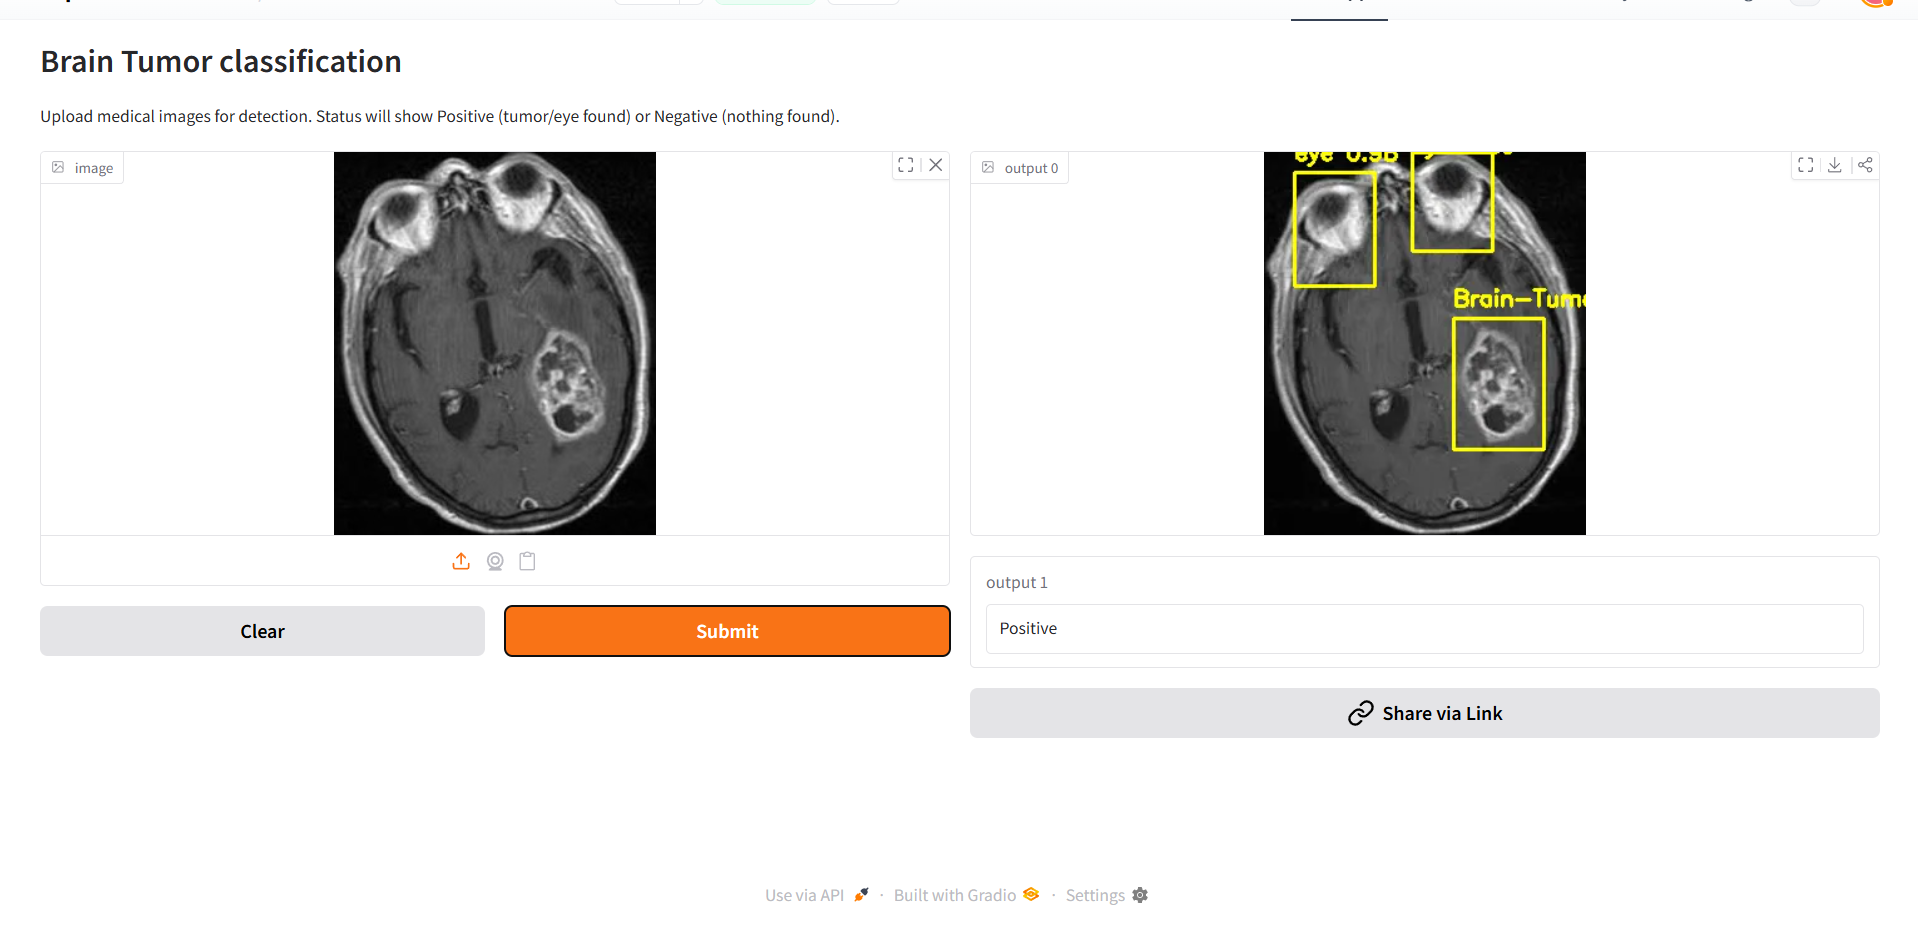 Brain Tumor classification
Upload medical images for detection. Status will show Positive (tumor/eye found) or Negative (nothing found).
image
output 0
eye 0.98
Brain-Tum
output 1
Positive
Clear
Submit
Share via Link
Use via API · Built with Gradio · Settings